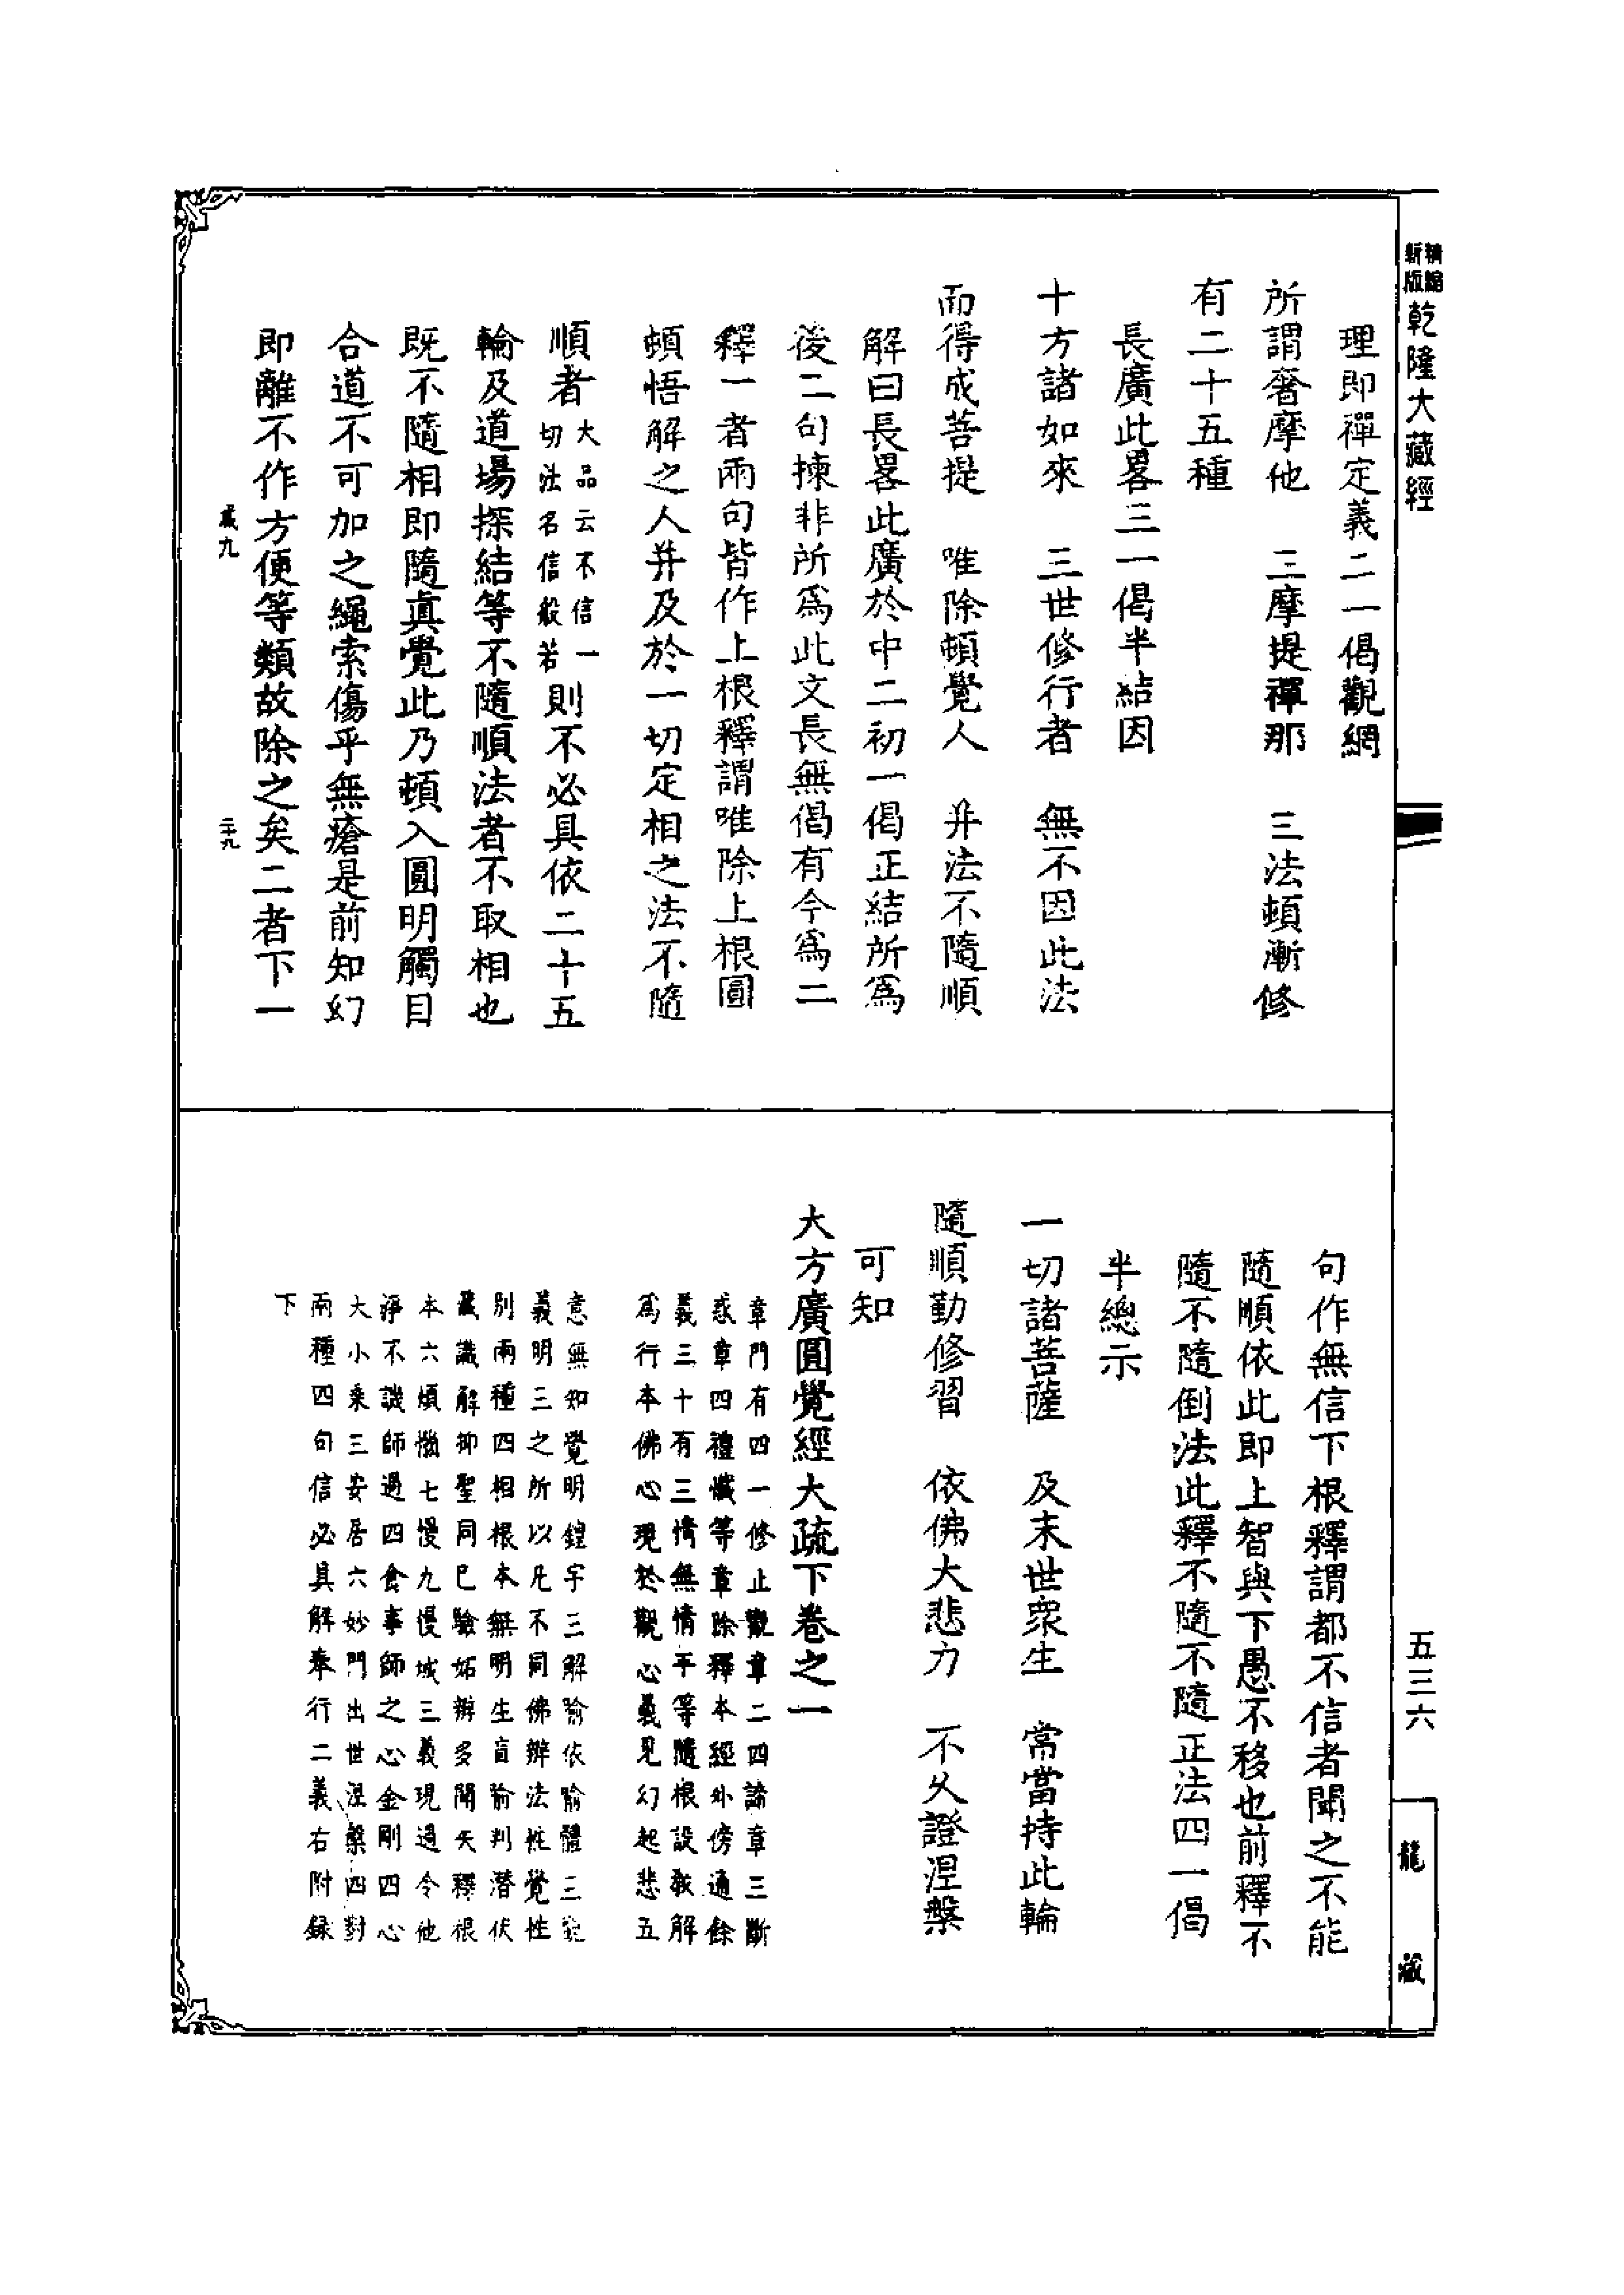 新版精縮乾隆大藏經
理即禪定義二一偈觀網
所謂奢摩他　三摩提禪那　三法頓漸修
有二十五種
長廣此畧三一偈半結因
十方諸如來　三世修行者　無不因此法
而得成菩提　唯除頓覺人　并法不隨順
解曰長畧此廣於中二初一偈正結所爲
後二句揀非所爲此文長無偈有今爲二
釋一者兩句皆作上根釋謂唯除上根圓
頓悟解之人并及於一切定相之法不隨
順者大品云不信一切法名信般若則不必具依二十五
輪及道場探結等不隨順法者不取相也
既不隨相即隨眞覺此乃頓入圓明觸目
合道不可加之繩索傷乎無瘡是前知幻
即離不作方便等類故除之矣二者下一
九
二十九
句作無信下根釋謂都不信者聞之不能
隨順依此即上智與下愚不移也前釋不
隨不隨倒法此釋不隨不隨正法四一偈
半總示
一切諸菩薩　及末世衆生　常當持此輪
隨順勤修習　依佛大悲力　不久證涅槃
可知
大方廣圓覺經大疏下卷之一
章門有四一修止觀章二四諦章三斷
惑章四禮懺等章除釋本經外傍通餘
義三十有三情無情平等隨根設教解
爲行本佛心現於觀心義見幻起悲五
意無知覺明鏡宇三解喻依喻體三
義明三之所以凡不同佛辦法性覺性
別兩種四相根本無明生盲喻判潛伏
藏識解抑聖同已驗妬辦多聞矢釋根
本六煩惱七慢九慢城三義現過令他
淨不譏師過四食事師之心金剛四心
大小乘三安居六妙門出世涅槃四對
兩種四句信必具解奉行二義右附録
下
五三六
龍藏